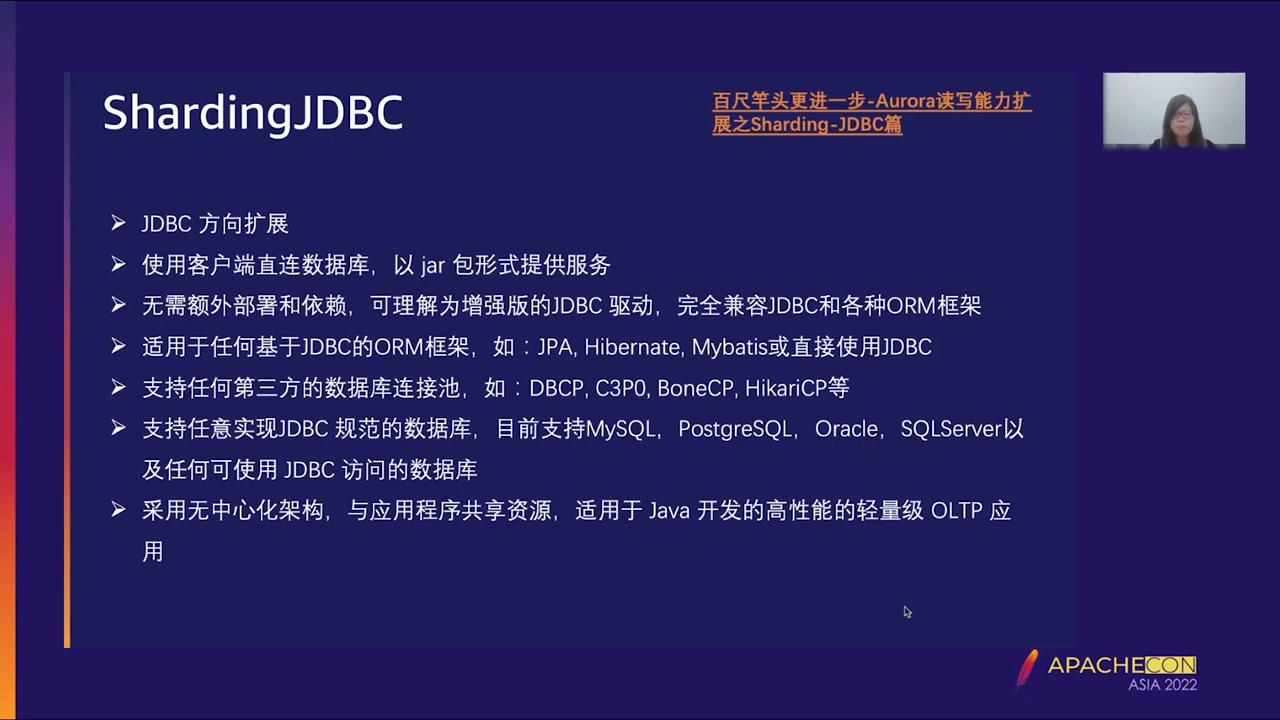 ShardingJDBC
百尺竿头更进一步-Aurora读写能力扩
展之Sharding-JDBC篇
➢ JDBC 方向扩展
➢ 使用客户端直连数据库，以 jar 包形式提供服务
➢ 无需额外部署和依赖，可理解为增强版的JDBC 驱动，完全兼容JDBC和各种ORM框架
➢ 适用于任何基于JDBC的ORM框架，如：JPA, Hibernate, Mybatis或直接使用JDBC
➢ 支持任何第三方的数据库连接池，如：DBCP, C3P0, BoneCP, HikariCP等
➢ 支持任意实现JDBC 规范的数据库，目前支持MySQL，PostgreSQL，Oracle，SQLServer以
及任何可使用 JDBC 访问的数据库
➢ 采用无中心化架构，与应用程序共享资源，适用于 Java 开发的高性能的轻量级 OLTP 应
用
APACHECON
ASIA 2022